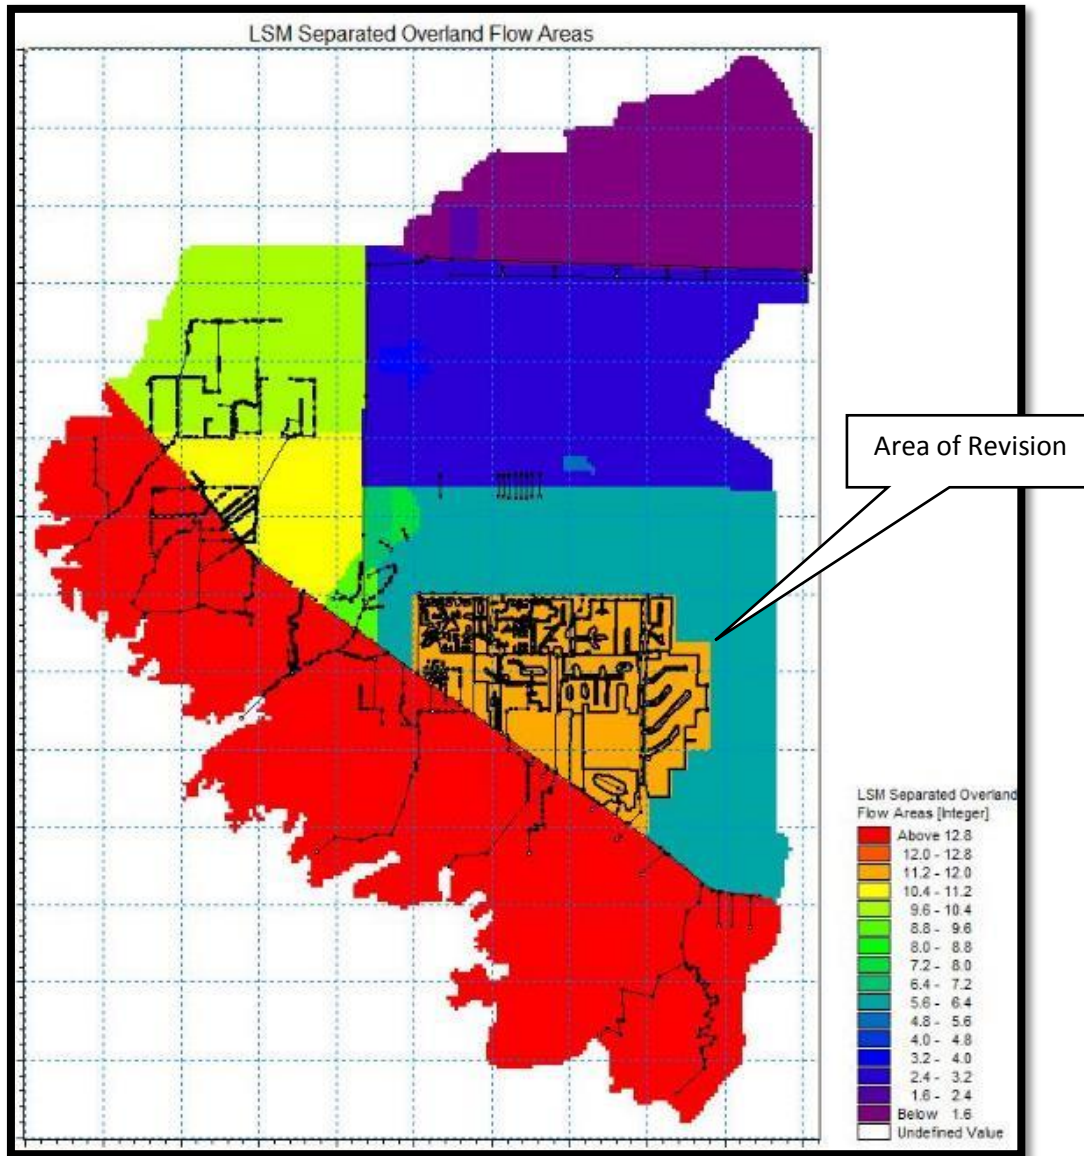 LSM Separated Overland Flow Areas
Area of Revision
LSM Separated Overland
Flow Areas [Integer]
Above 12.8
12.0 - 12.8
11.2 - 12.0
10.4 - 11.2
9.6 - 10.4
8.8 - 9.6
8.0 - 8.8
7.2 - 8.0
6.4 - 7.2
5.6 - 6.4
4.8 - 5.6
4.0 - 4.8
3.2 - 4.0
2.4 - 3.2
1.6 - 2.4
Below 1.6
Undefined Value